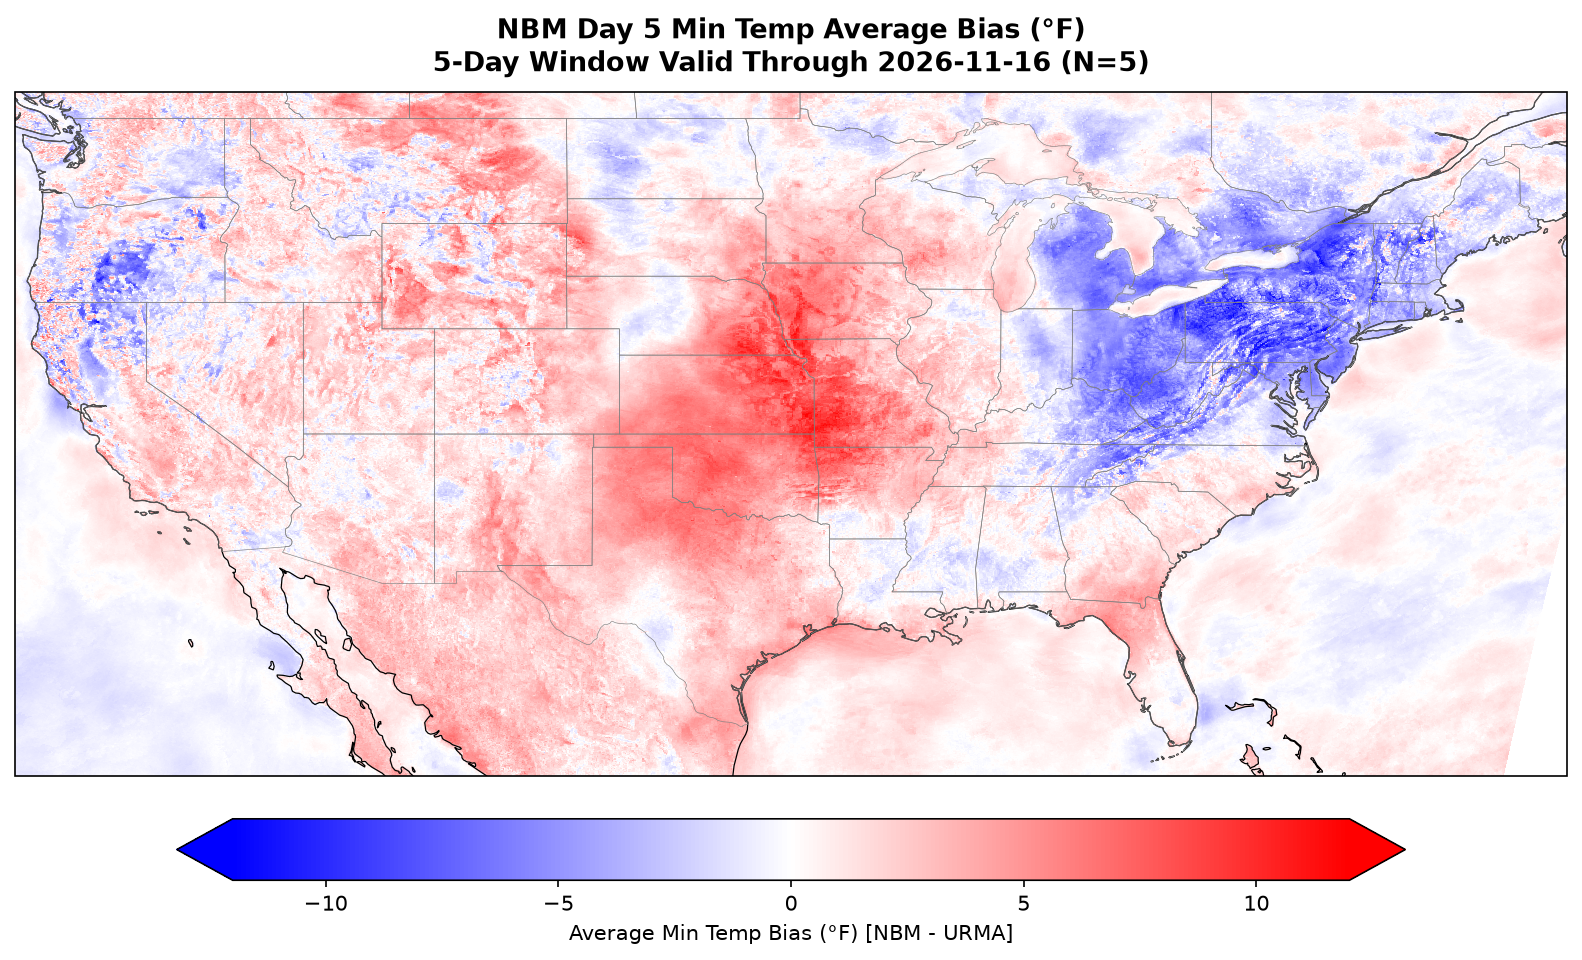 NBM Day 5 Min Temp Average Bias (°F)
5-Day Window Valid Through 2026-11-16 (N=5)
−10 −5 0 5 10
Average Min Temp Bias (°F) [NBM - URMA]